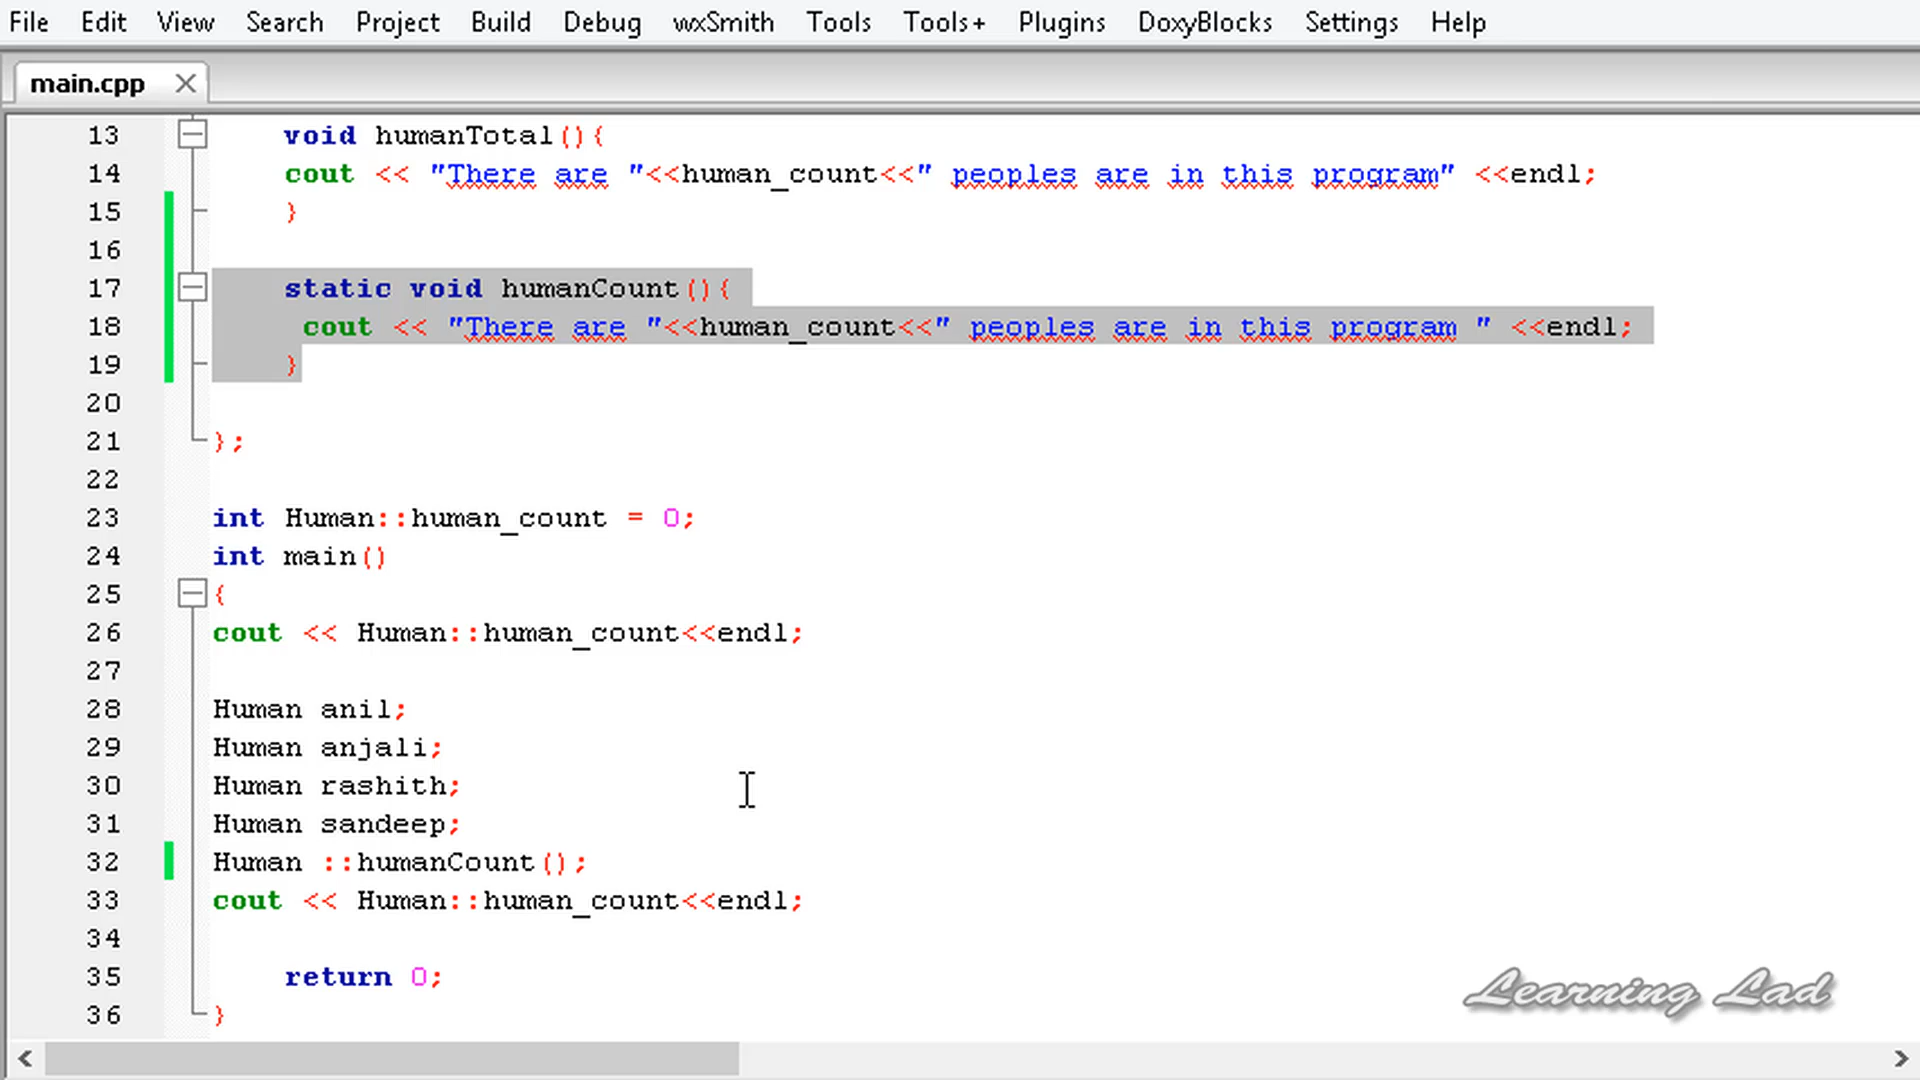 File Edit View Search Project Build Debug wxSmith Tools Tools+ Plugins DoxyBlocks Settings Help
main.cpp
13 void humanTotal(){
14 cout << "There are "<<human_count<<" peoples are in this program" <<endl;
15 }
16
17 static void humanCount(){
18 cout << "There are "<<human_count<<" peoples are in this program " <<endl;
19 }
20
21 };
22
23 int Human::human_count = 0;
24 int main()
25 {
26 cout << Human::human_count<<endl;
27
28 Human anil;
29 Human anjali;
30 Human rashith;
31 Human sandeep;
32 Human ::humanCount();
33 cout << Human::human_count<<endl;
34
35 return 0;
36 }
Learning Lad